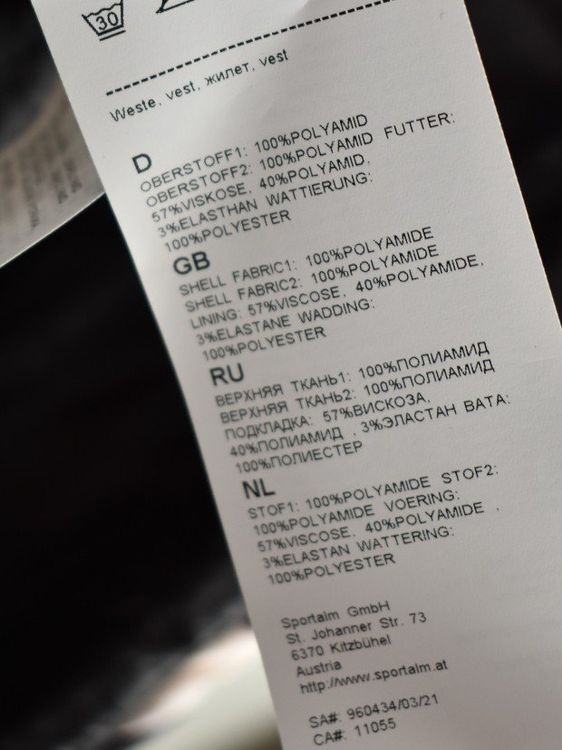 30
Weste, vest, жилет, vest
D
OBERSTOFF1: 100%POLYAMID
OBERSTOFF2: 100%POLYAMID FUTTER:
57%VISKOSE, 40%POLYAMID,
3%ELASTHAN WATTIERUNG:
100%POLYESTER
GB
SHELL FABRIC1: 100%POLYAMIDE
SHELL FABRIC2: 100%POLYAMIDE
LINING: 57%VISCOSE, 40%POLYAMIDE,
3%ELASTANE WADDING:
100%POLYESTER
RU
ВЕРХНЯЯ ТКАНЬ1: 100%ПОЛИАМИД
ВЕРХНЯЯ ТКАНЬ2: 100%ПОЛИАМИД
ПОДКЛАДКА: 57%ВИСКОЗА,
40%ПОЛИАМИД , 3%ЭЛАСТАН ВАТА:
100%ПОЛИЕСТЕР
NL
STOF1: 100%POLYAMIDE STOF2:
100%POLYAMIDE VOERING:
57%VISCOSE, 40%POLYAMIDE ,
3%ELASTAN WATTERING:
100%POLYESTER
Sportalm GmbH
St. Johanner Str. 73
6370 Kitzbühel
Austria
http://www.sportalm.at
SA#: 960434/03/21
CA#: 11055